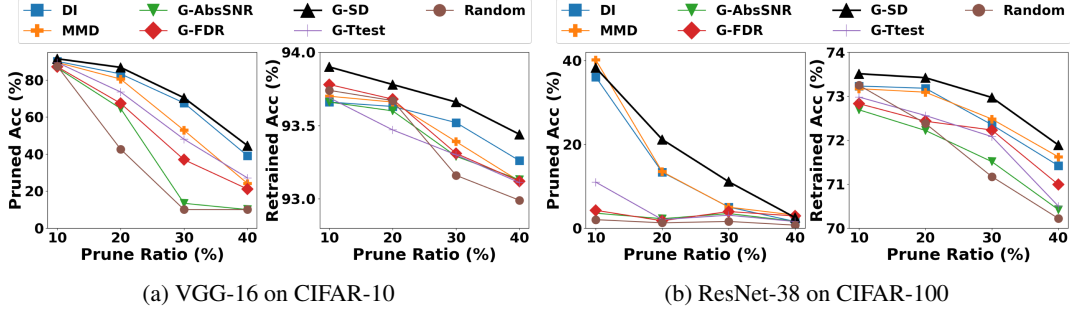 DI G-AbsSNR G-SD Random
MMD G-FDR G-Ttest
DI G-AbsSNR G-SD Random
MMD G-FDR G-Ttest
Pruned Acc (%)
80
60
40
20
0
10 20 30 40
Prune Ratio (%)
Retrained Acc (%)
94.0
93.5
93.0
10 20 30 40
Prune Ratio (%)
Pruned Acc (%)
40
20
0
10 20 30 40
Prune Ratio (%)
Retrained Acc (%)
74
73
72
71
70
10 20 30 40
Prune Ratio (%)
(a) VGG-16 on CIFAR-10
(b) ResNet-38 on CIFAR-100